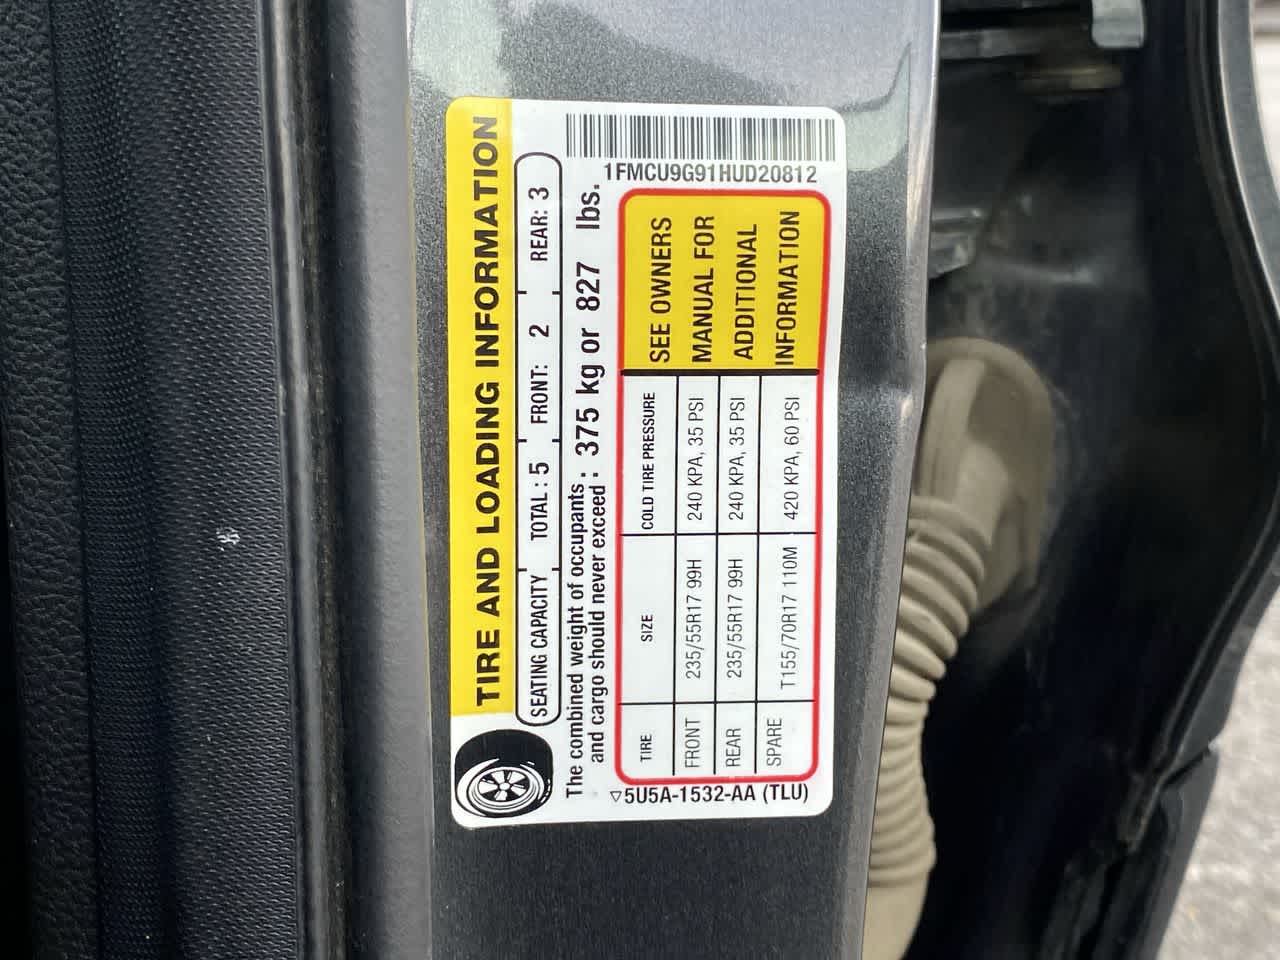 TIRE AND LOADING INFORMATION
SEATING CAPACITY TOTAL : 5 FRONT: 2 REAR: 3
The combined weight of occupants
and cargo should never exceed : 375 kg or 827 lbs.
TIRE SIZE COLD TIRE PRESSURE
FRONT 235/55R17 99H 240 KPA, 35 PSI
REAR 235/55R17 99H 240 KPA, 35 PSI
SPARE T155/70R17 110M 420 KPA, 60 PSI
SEE OWNERS
MANUAL FOR
ADDITIONAL
INFORMATION
5U5A-1532-AA (TLU)
1FMCU9G91HUD20812